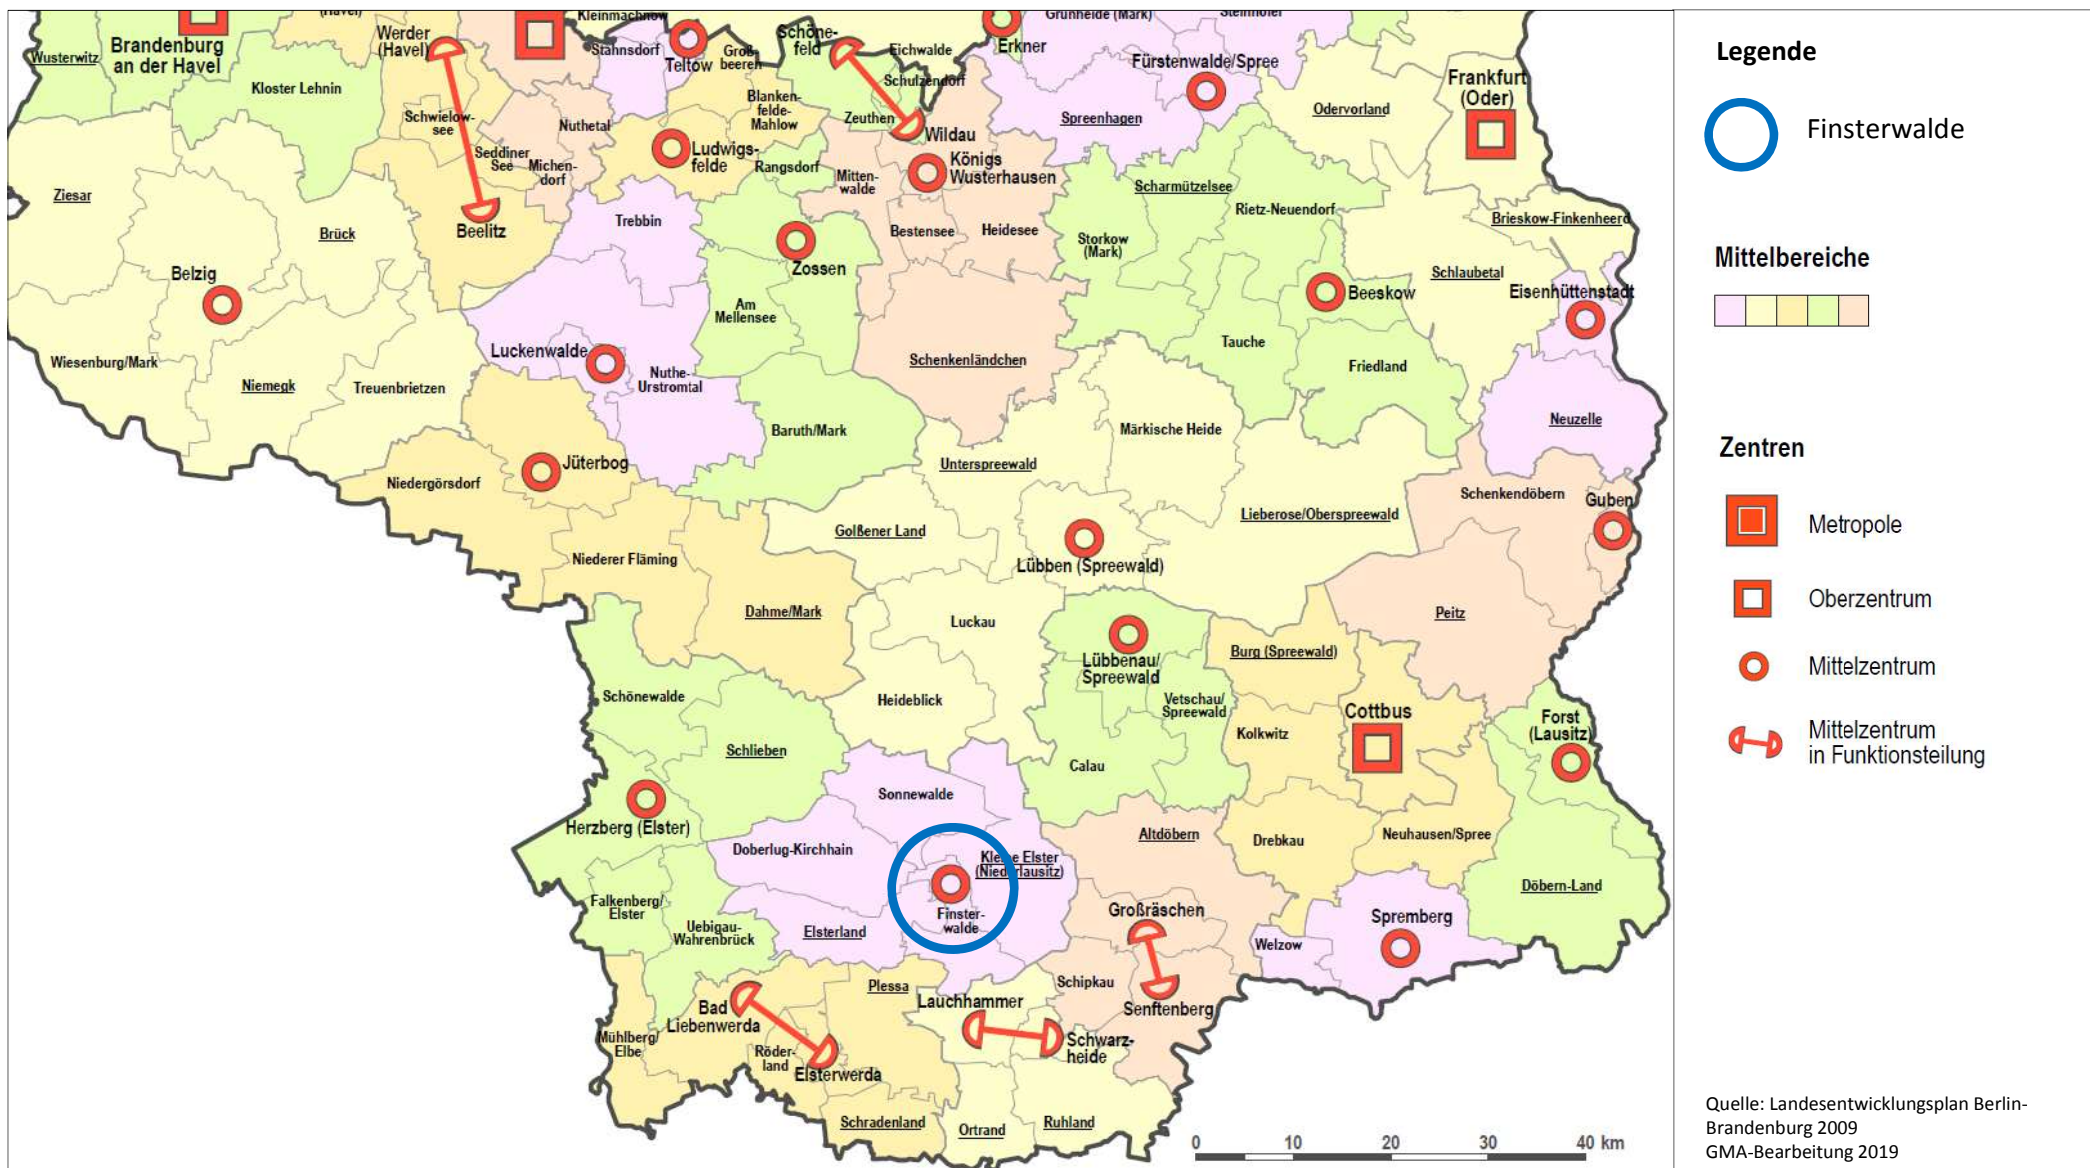 Kleinmachnow
Grünheide (Mark)
Steinhöfel
(Havel)
Werder
(Havel)
Schöne-
feld
Brandenburg
an der Havel
Wusterwitz
Stahnsdorf
Teltow
Groß-
beeren
Eichwalde
Erkner
Fürstenwalde/Spree
Frankfurt
(Oder)
Kloster Lehnin
Schulzendorf
Blanken-
felde-
Mahlow
Zeuthen
Odervorland
Schwielow-
see
Nuthetal
Spreenhagen
Wildau
Ludwigs-
felde
Seddiner
See
Michen-
dorf
Rangsdorf
Mitten-
walde
Königs
Wusterhausen
Ziesar
Scharmützelsee
Rietz-Neuendorf
Brieskow-Finkenheerd
Brück
Beelitz
Trebbin
Bestensee
Heidesee
Storkow
(Mark)
Belzig
Zossen
Schlaubetal
Beeskow
Eisenhüttenstadt
Am
Mellensee
Tauche
Luckenwalde
Nuthe-
Urstromtal
Schenkenländchen
Friedland
Wiesenburg/Mark
Niemegk
Treuenbrietzen
Neuzelle
Baruth/Mark
Märkische Heide
Unterspreewald
Jüterbog
Niedergörsdorf
Schenkendöbern
Guben
Golßener Land
Lieberose/Oberspreewald
Lübben (Spreewald)
Niederer Fläming
Dahme/Mark
Luckau
Peitz
Lübbenau/
Spreewald
Burg (Spreewald)
Schönewalde
Heideblick
Vetschau/
Spreewald
Cottbus
Forst
(Lausitz)
Schlieben
Kolkwitz
Calau
Sonnewalde
Herzberg (Elster)
Altdöbern
Drebkau
Neuhausen/Spree
Doberlug-Kirchhain
Kleine Elster
(Niederlausitz)
Döbern-Land
Falkenberg/
Elster
Uebigau-
Wahrenbrück
Elsterland
Finster-
walde
Großräschen
Spremberg
Welzow
Plessa
Schipkau
Lauchhammer
Senftenberg
Bad
Liebenwerda
Mühlberg/
Elbe
Röder-
land
Elsterwerda
Schwarz-
heide
Schradenland
Ortrand
Ruhland
0 10 20 30 40 km
Legende
Finsterwalde
Mittelbereiche
Zentren
Metropole
Oberzentrum
Mittelzentrum
Mittelzentrum
in Funktionsteilung
Quelle: Landesentwicklungsplan Berlin-
Brandenburg 2009
GMA-Bearbeitung 2019